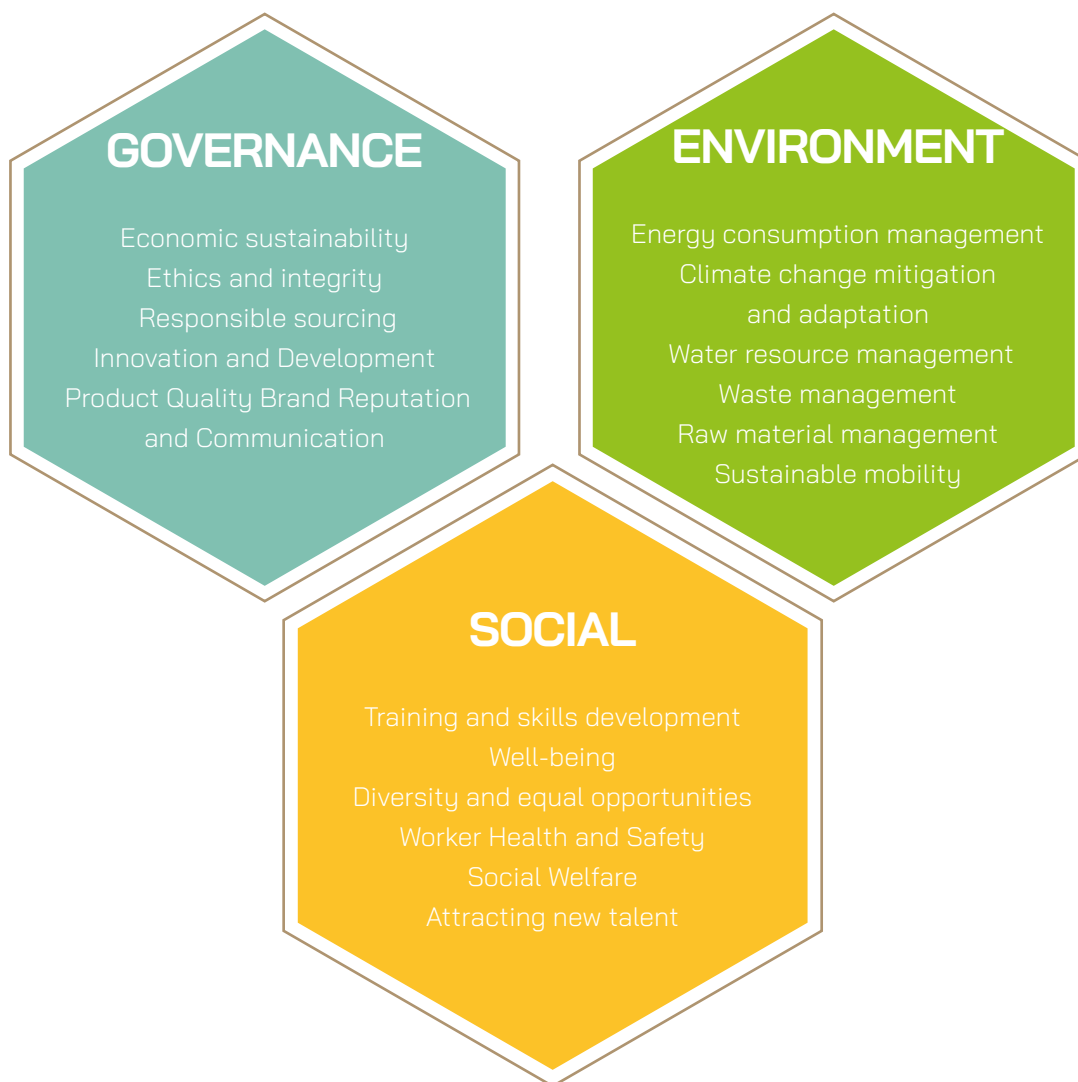 GOVERNANCE
Economic sustainability
Ethics and integrity
Responsible sourcing
Innovation and Development
Product Quality Brand Reputation
and Communication
ENVIRONMENT
Energy consumption management
Climate change mitigation
and adaptation
Water resource management
Waste management
Raw material management
Sustainable mobility
SOCIAL
Training and skills development
Well-being
Diversity and equal opportunities
Worker Health and Safety
Social Welfare
Attracting new talent